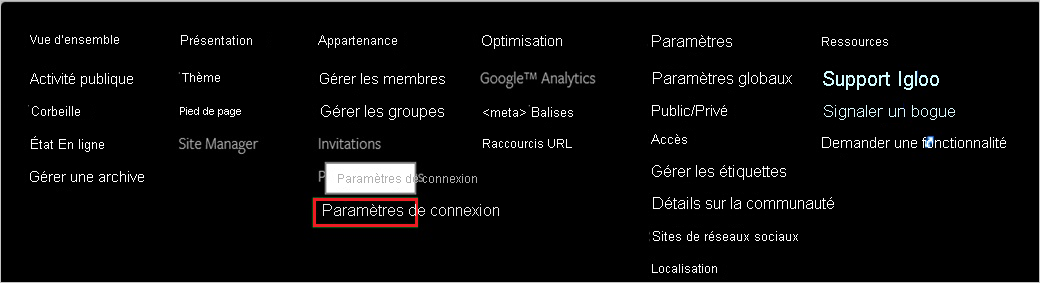 Vue d'ensemble
Activité publique
Corbeille
État En ligne
Gérer une archive
Présentation
Thème
Pied de page
Site Manager
Appartenance
Gérer les membres
Gérer les groupes
Invitations
Paramètres de connexion
Paramètres de connexion
Optimisation
Google™ Analytics
<meta> Balises
Raccourcis URL
Paramètres
Paramètres globaux
Public/Privé
Accès
Gérer les étiquettes
Détails sur la communauté
Sites de réseaux sociaux
Localisation
Ressources
Support Igloo
Signaler un bogue
Demander une fonctionnalité